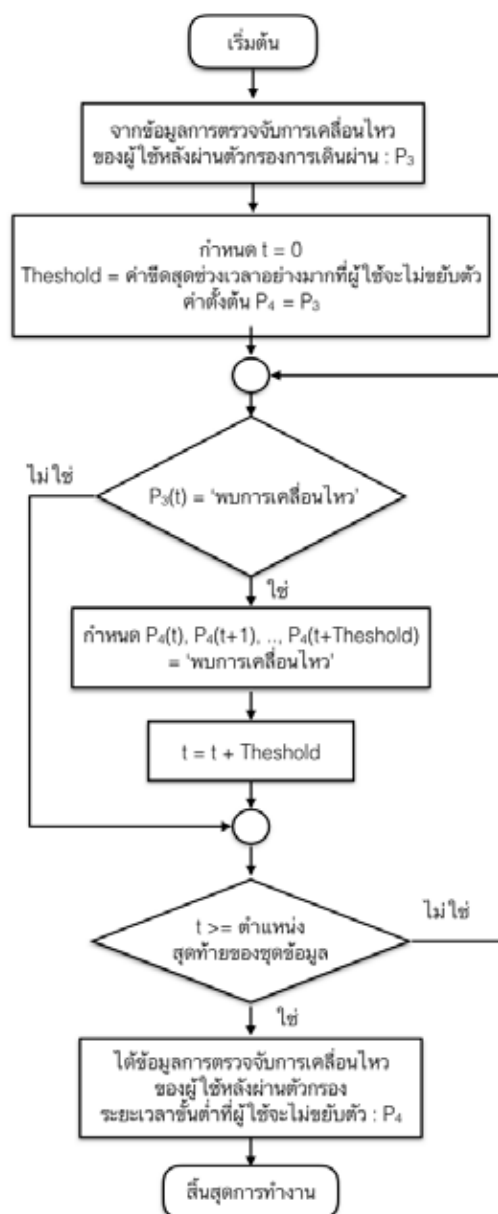 เริ่มต้น
จากข้อมูลการตรวจจับการเคลื่อนไหว
ของผู้ใช้หลังผ่านตัวกรองการเดินผ่าน : P₃
กำหนด t = 0
Theshold = ค่าขีดสุดช่วงเวลาอย่างมากที่ผู้ใช้จะไม่ขยับตัว
ค่าตั้งต้น P₄ = P₃
ไม่ใช่
P₃(t) = ‘พบการเคลื่อนไหว’
ใช่
กำหนด P₄(t), P₄(t+1), .., P₄(t+Theshold)
= ‘พบการเคลื่อนไหว’
t = t + Theshold
t >= ตำแหน่ง
สุดท้ายของชุดข้อมูล
ไม่ใช่
ใช่
ได้ข้อมูลการตรวจจับการเคลื่อนไหว
ของผู้ใช้หลังผ่านตัวกรอง
ระยะเวลาขั้นต่ำที่ผู้ใช้จะไม่ขยับตัว : P₄
สิ้นสุดการทำงาน